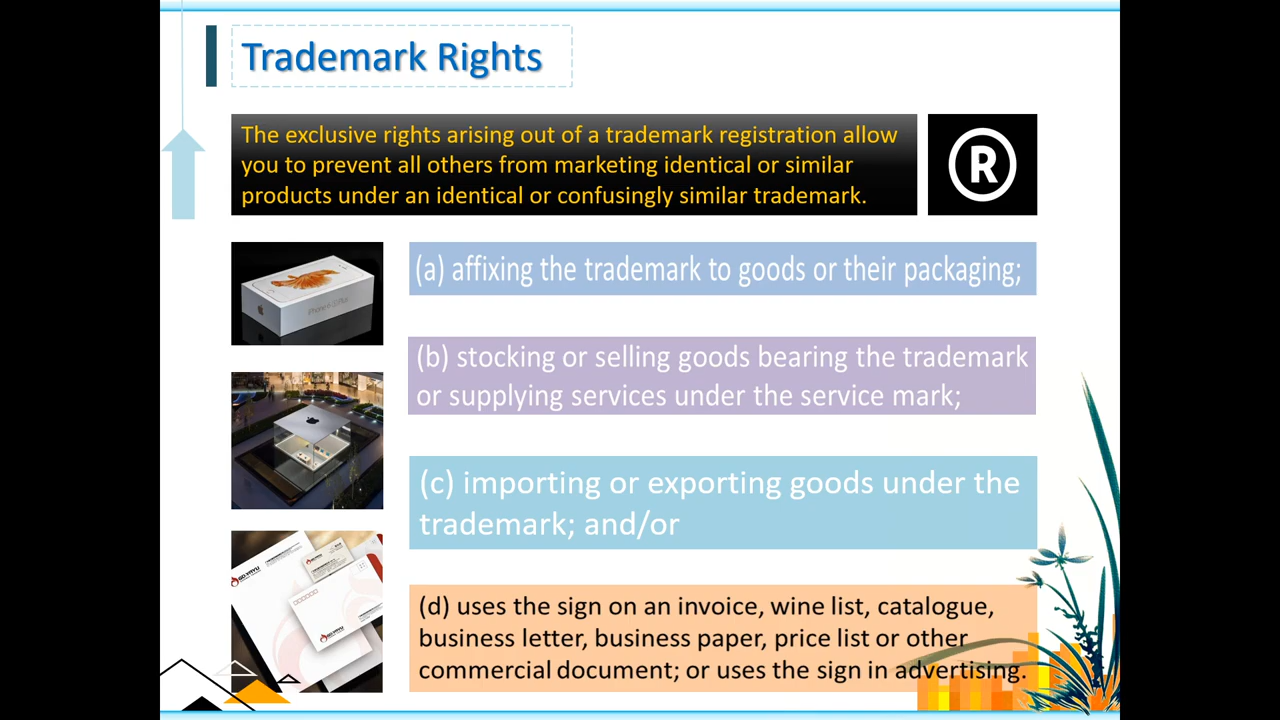 Trademark Rights
The exclusive rights arising out of a trademark registration allow
you to prevent all others from marketing identical or similar
products under an identical or confusingly similar trademark.
®
(a) affixing the trademark to goods or their packaging;
(b) stocking or selling goods bearing the trademark
or supplying services under the service mark;
(c) importing or exporting goods under the
trademark; and/or
(d) uses the sign on an invoice, wine list, catalogue,
business letter, business paper, price list or other
commercial document; or uses the sign in advertising.